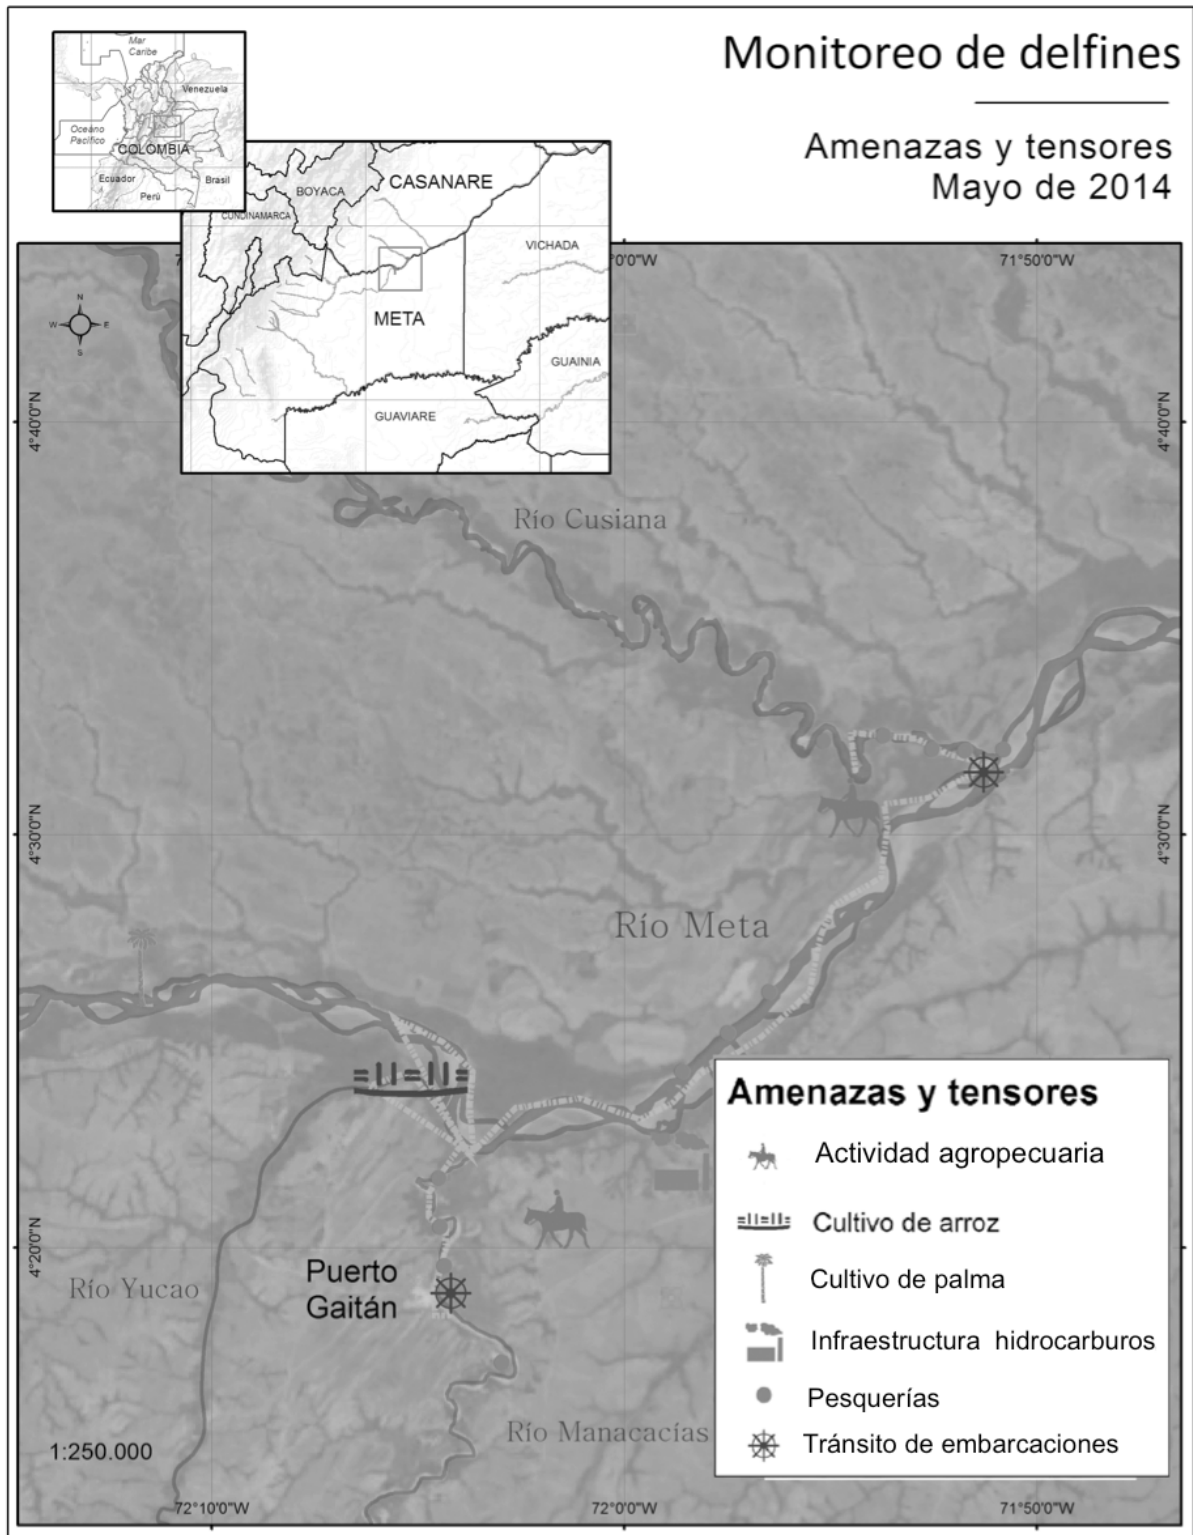 Monitoreo de delfines
Amenazas y tensores
Mayo de 2014
Mar
Caribe
Venezuela
Oceáno
Pacífico
COLOMBIA
Ecuador
Brasil
Perú
CASANARE
BOYACA
CUNDINAMARCA
VICHADA
META
GUAINIA
GUAVIARE
0'0"W
71°50'0"W
N
W
E
S
4°40'0"N
4°40'0"N
Río Cusiana
4°30'0"N
4°30'0"N
Río Meta
4°20'0"N
Puerto
Gaitán
Río Yucao
Río Manacacías
1:250.000
72°10'0"W
72°0'0"W
71°50'0"W
Amenazas y tensores
Actividad agropecuaria
Cultivo de arroz
Cultivo de palma
Infraestructura hidrocarburos
Pesquerías
Tránsito de embarcaciones